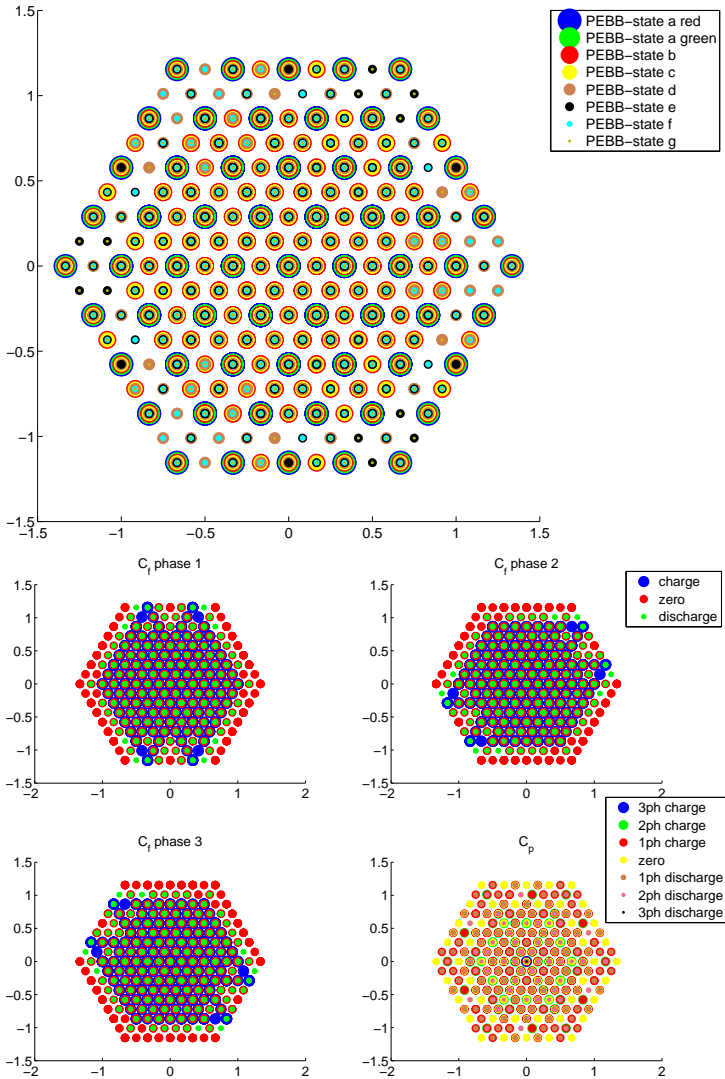 1.5
1
0.5
0
−0.5
−1
−1.5
−1.5 −1 −0.5 0 0.5 1 1.5
PEBB−state a red
PEBB−state a green
PEBB−state b
PEBB−state c
PEBB−state d
PEBB−state e
PEBB−state f
PEBB−state g
C_f phase 1
1.5
1
0.5
0
−0.5
−1
−1.5
−2 −1 0 1 2
C_f phase 2
1.5
1
0.5
0
−0.5
−1
−1.5
−2 −1 0 1 2
charge
zero
discharge
C_f phase 3
1.5
1
0.5
0
−0.5
−1
−1.5
−2 −1 0 1 2
C_p
1.5
1
0.5
0
−0.5
−1
−1.5
−2 −1 0 1 2
3ph charge
2ph charge
1ph charge
zero
1ph discharge
2ph discharge
3ph discharge